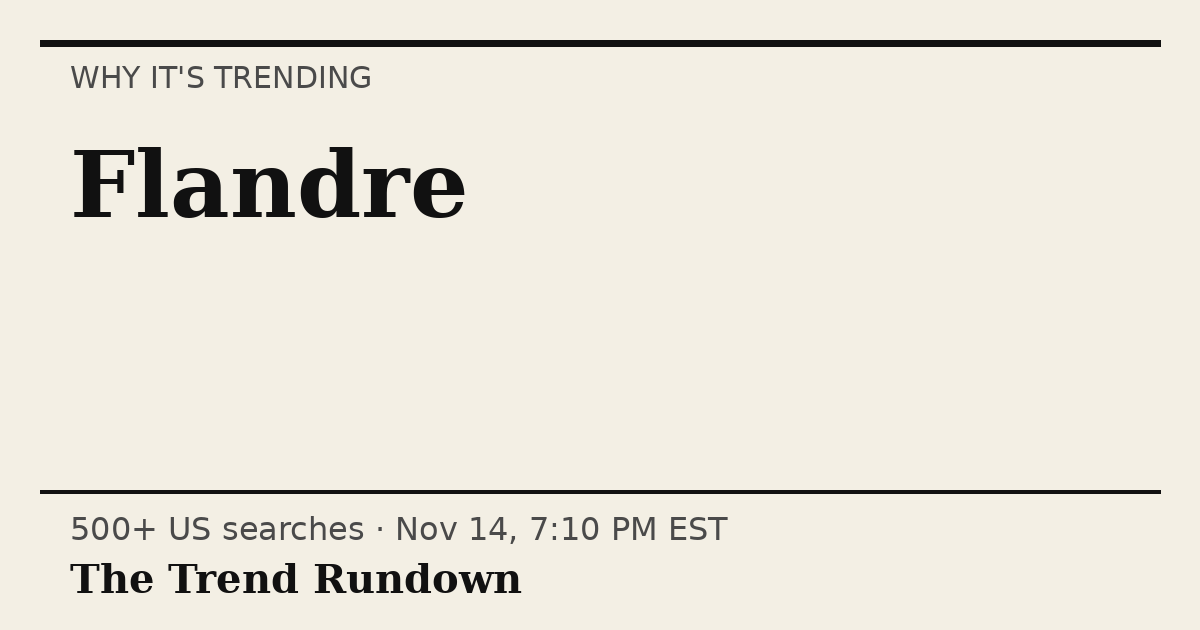 WHY IT'S TRENDING
Flandre
500+ US searches · Nov 14, 7:10 PM EST
The Trend Rundown